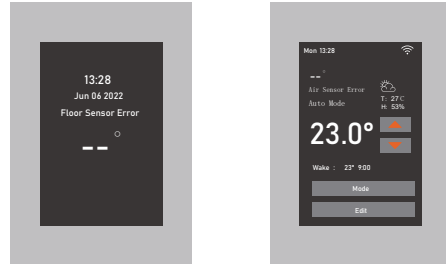 13:28
Jun 06 2022
Floor Sensor Error
--°
Mon 13:28
--°
Air Sensor Error
Auto Mode
T: 27°C
H: 53%
23.0°
Wake : 23° 9:00
Mode
Edit